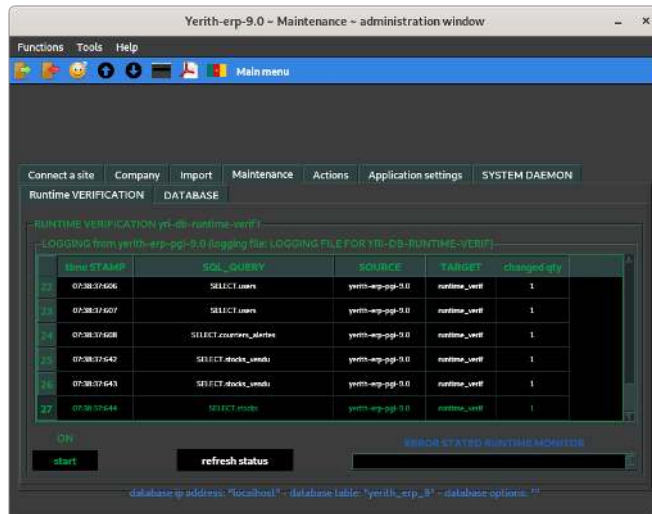 Yerith-erp-9.0 ~ Maintenance ~ administration window
Functions Tools Help
Main menu
Connect a site Company Import Maintenance Actions Application settings SYSTEM DAEMON
Runtime VERIFICATION DATABASE
RUNTIME VERIFICATION yri-db-runtime-verif !
LOGGING from yerith-erp-pgi-9.0 (logging file: LOGGING FILE FOR YRI-DB-RUNTIME-VERIF)
time STAMP SQL_QUERY SOURCE TARGET changed qty
22 07:38:37:606 SELECT.users yerith-erp-pgi-9.0 runtime_verif 1
23 07:38:37:607 SELECT.users yerith-erp-pgi-9.0 runtime_verif 1
24 07:38:37:608 SELECT.counters_alertes yerith-erp-pgi-9.0 runtime_verif 1
25 07:38:37:642 SELECT.stocks_vendu yerith-erp-pgi-9.0 runtime_verif 1
26 07:38:37:643 SELECT.stocks_vendu yerith-erp-pgi-9.0 runtime_verif 1
27 07:38:37:644 SELECT.stocks yerith-erp-pgi-9.0 runtime_verif 1
ON
ERROR STATED RUNTIME MONITOR
start refresh status
database ip address: "localhost" - database table: "yerith_erp_9" - database options: ""